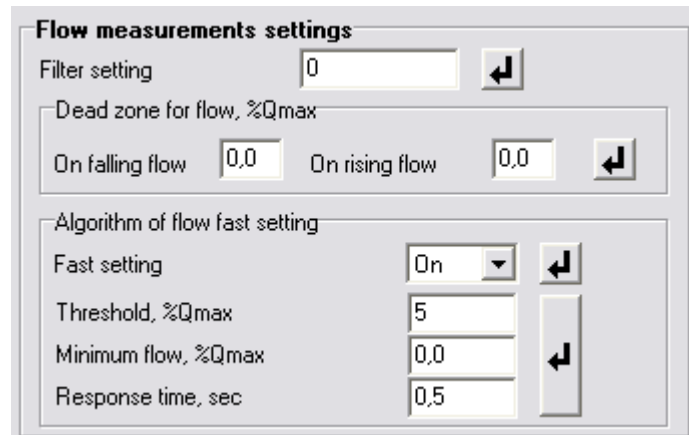 Flow measurements settings
Filter setting 0
Dead zone for flow, %Qmax
On falling flow 0,0 On rising flow 0,0
Algorithm of flow fast setting
Fast setting On
Threshold, %Qmax 5
Minimum flow, %Qmax 0,0
Response time, sec 0,5